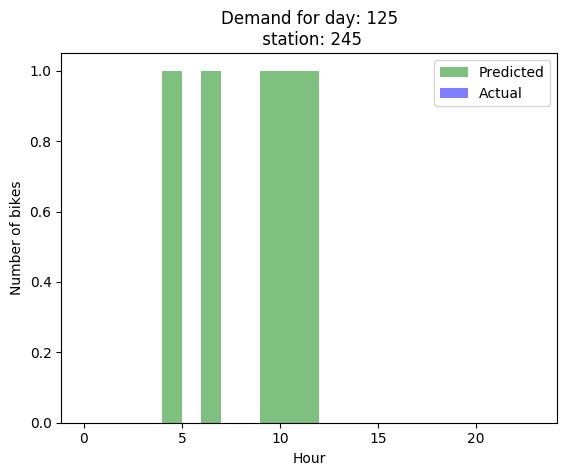 Demand for day: 125
station: 245
Predicted
Actual
Number of bikes
1.0
0.8
0.6
0.4
0.2
0.0
0
5
10
15
20
Hour